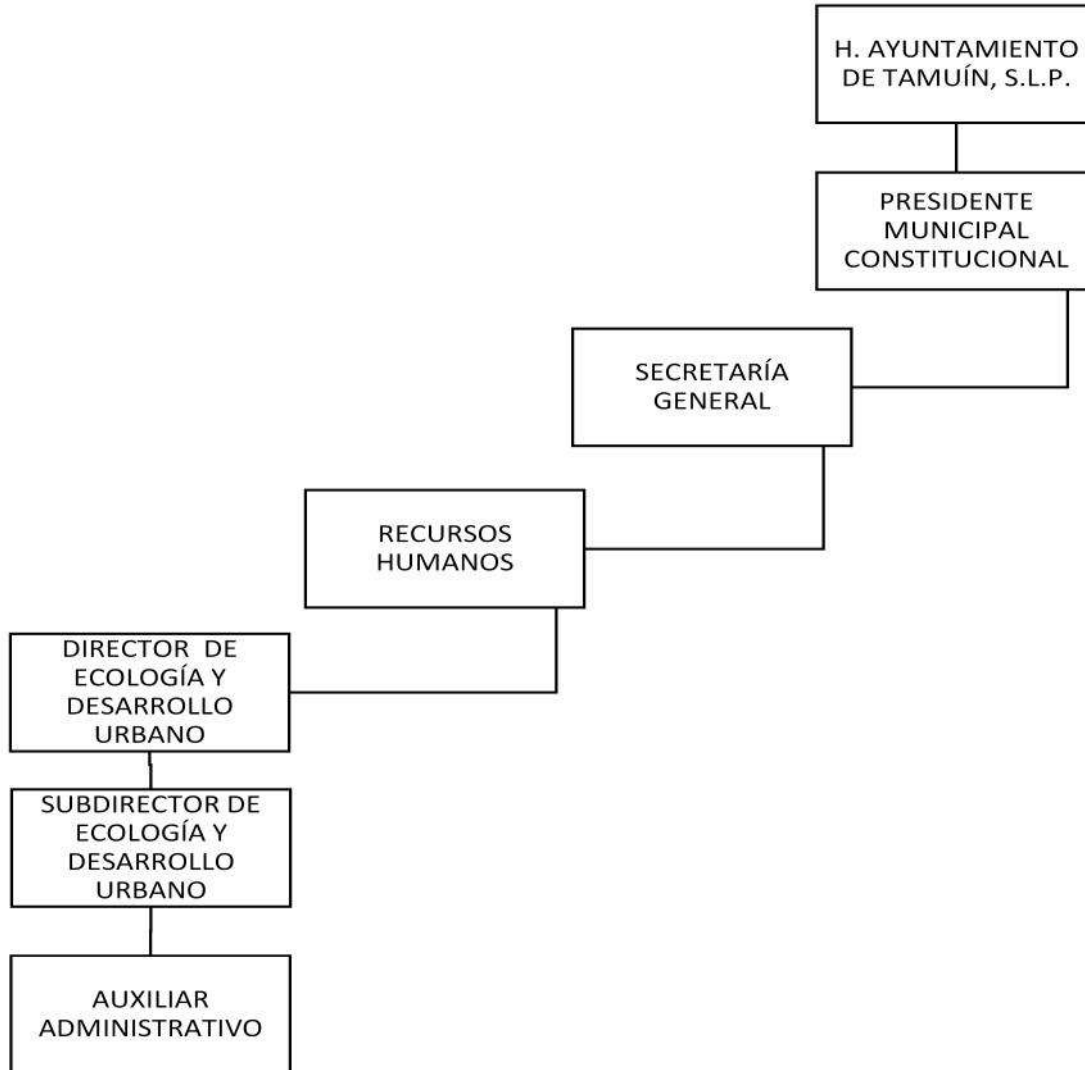 H. AYUNTAMIENTO
DE TAMUÍN, S.L.P.
PRESIDENTE
MUNICIPAL
CONSTITUCIONAL
SECRETARÍA
GENERAL
RECURSOS
HUMANOS
DIRECTOR DE
ECOLOGÍA Y
DESARROLLO
URBANO
SUBDIRECTOR DE
ECOLOGÍA Y
DESARROLLO
URBANO
AUXILIAR
ADMINISTRATIVO